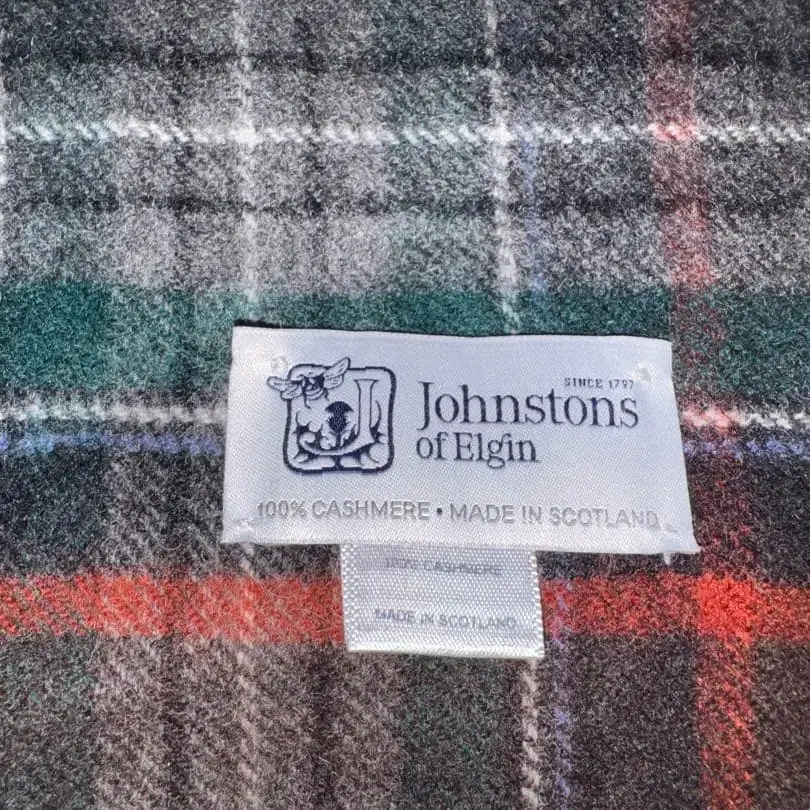 SINCE 1797
Johnstons
of Elgin
100% CASHMERE • MADE IN SCOTLAND
100% CASHMERE
MADE IN SCOTLAND